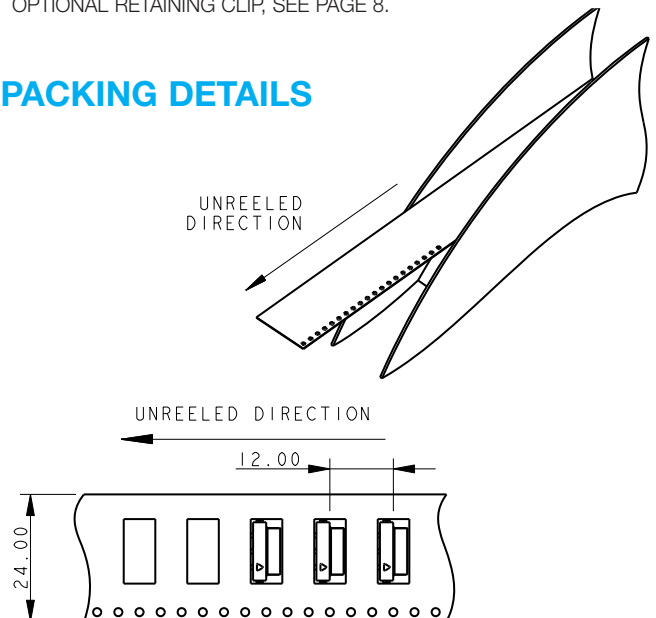 OPTIONAL RETAINING CLIP, SEE PAGE 8.
PACKING DETAILS
UNREELED
DIRECTION
UNREELED DIRECTION
12.00
24.00